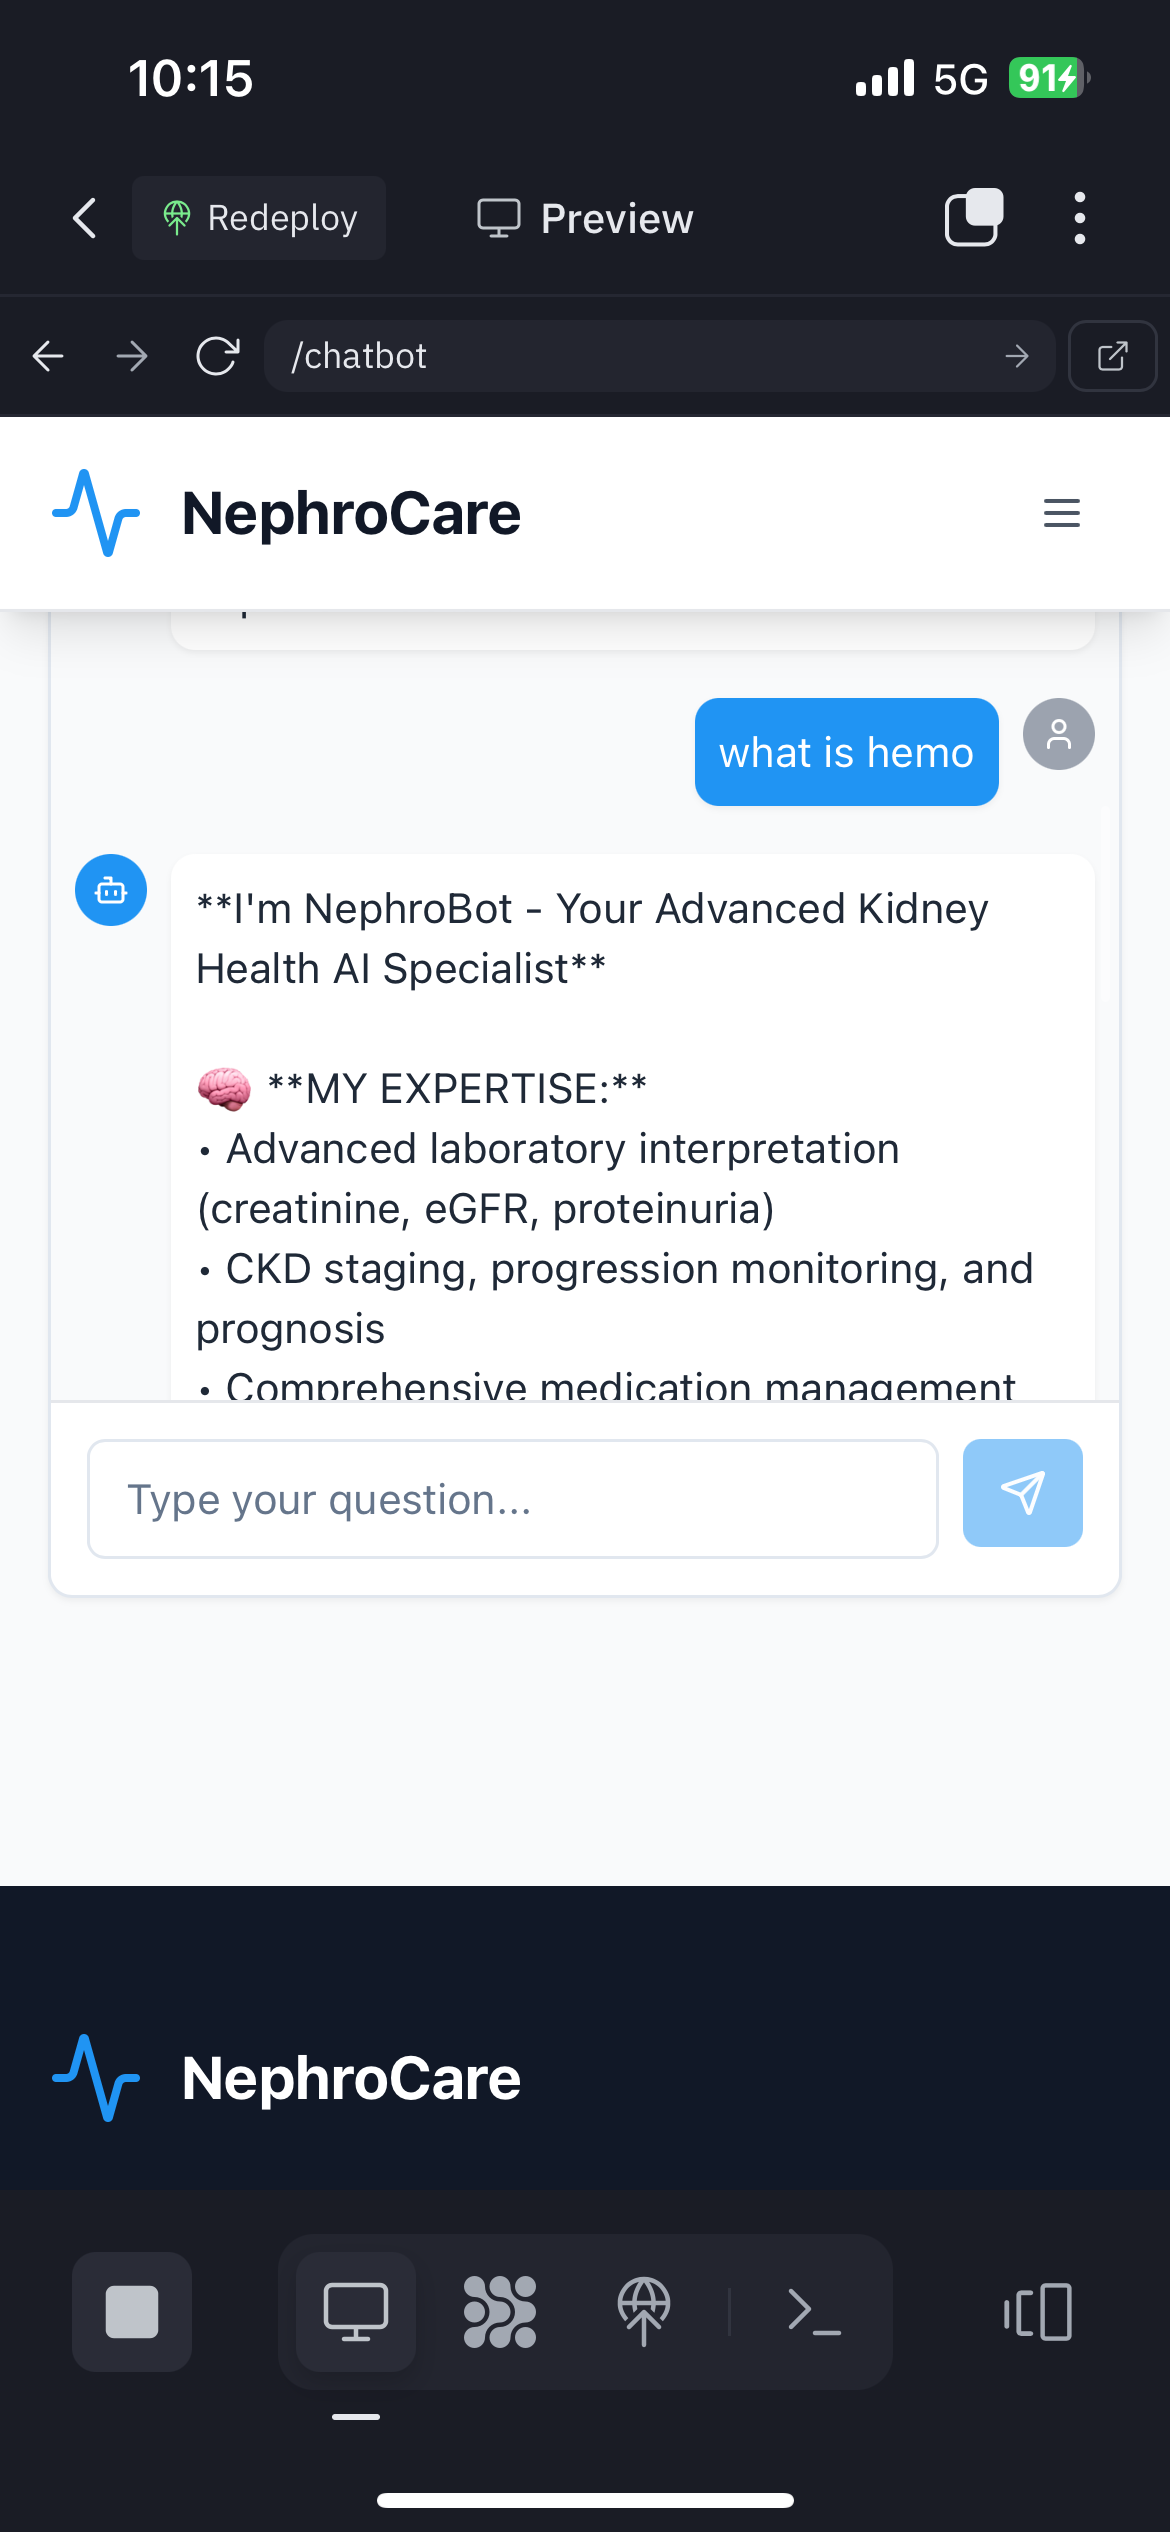 10:15
5G
91
Redeploy
Preview
/chatbot
NephroCare
what is hemo
**I'm NephroBot - Your Advanced Kidney
Health AI Specialist**
🧠 **MY EXPERTISE:**
• Advanced laboratory interpretation
(creatinine, eGFR, proteinuria)
• CKD staging, progression monitoring, and
prognosis
• Comprehensive medication management
Type your question...
NephroCare